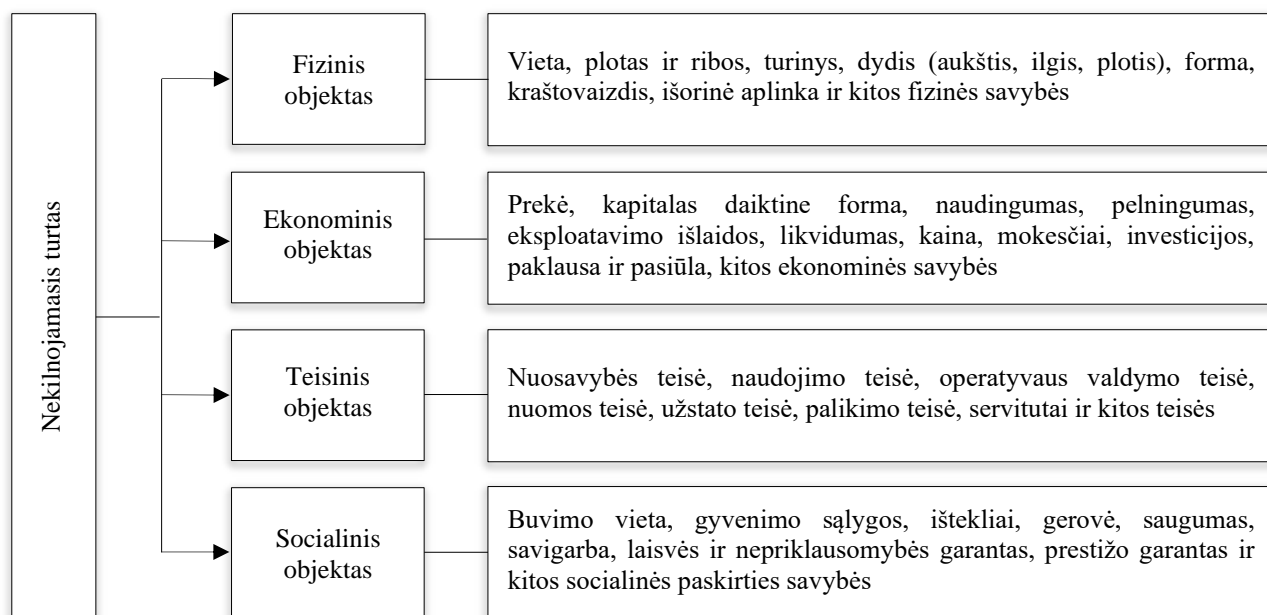 Nekilnojamasis turtas
Fizinis
objektas
Vieta, plotas ir ribos, turinys, dydis (aukštis, ilgis, plotis), forma,
kraštovaizdis, išorinė aplinka ir kitos fizinės savybės
Ekonominis
objektas
Prekė, kapitalas daiktine forma, naudingumas, pelningumas,
eksploatavimo išlaidos, likvidumas, kaina, mokesčiai, investicijos,
paklausa ir pasiūla, kitos ekonominės savybės
Teisinis
objektas
Nuosavybės teisė, naudojimo teisė, operatyvaus valdymo teisė,
nuomos teisė, užstato teisė, palikimo teisė, servitutai ir kitos teisės
Socialinis
objektas
Buvimo vieta, gyvenimo sąlygos, ištekliai, gerovė, saugumas,
savigarba, laisvės ir nepriklausomybės garantas, prestižo garantas ir
kitos socialinės paskirties savybės